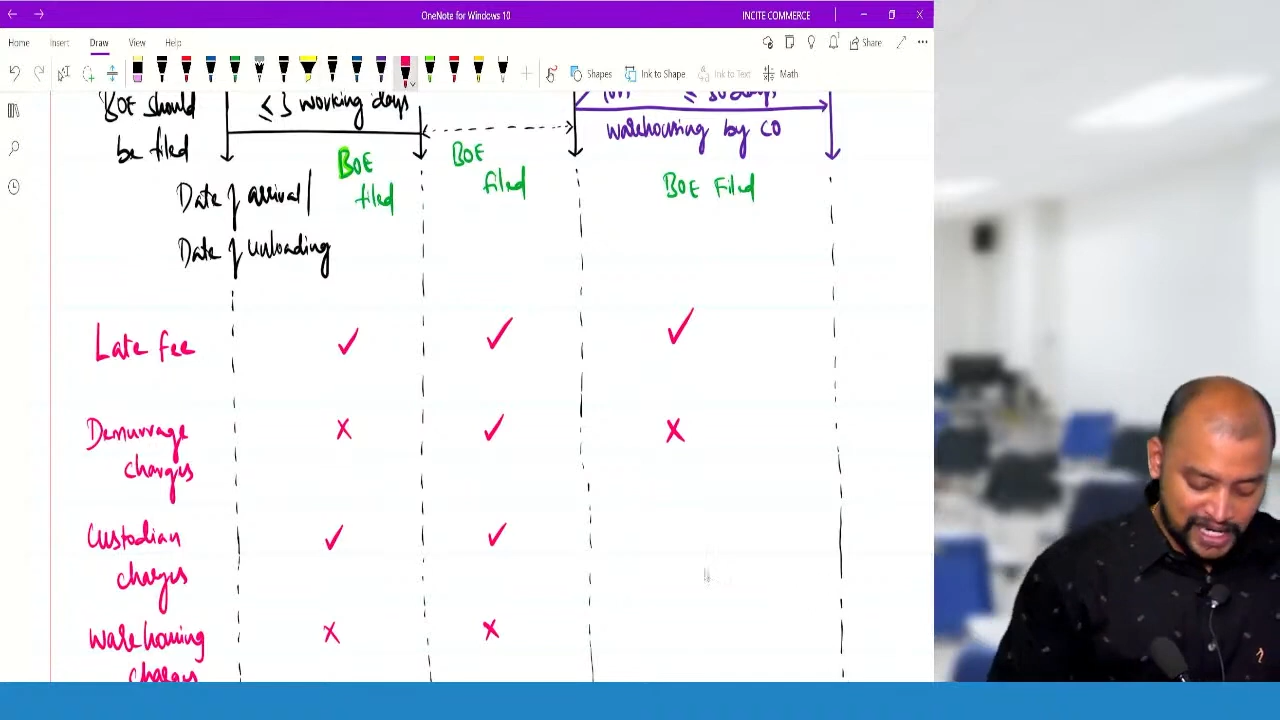 OneNote for Windows 10
INCITE COMMERCE
Home Insert Draw View Help
Share
Shapes Ink to Shape Ink to Text Math
BOE should
be filed
≤ 3 working days
warehousing by CO
BOE
filed
BOE
filed
BOE Filed
Date of arrival/
Date of unloading
Late fee ✓ ✓ ✓
Demurrage X ✓ X
charges
Custodian ✓ ✓
charges
Warehousing X X
charges